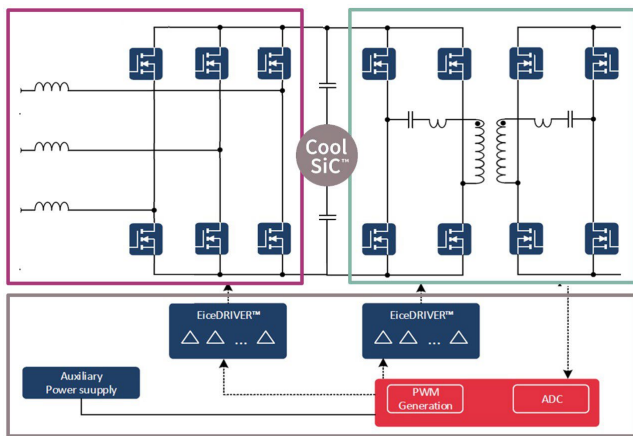 Cool
SiC™
EiceDRIVER™
...
EiceDRIVER™
...
Auxiliary
Power suupply
PWM
Generation
ADC